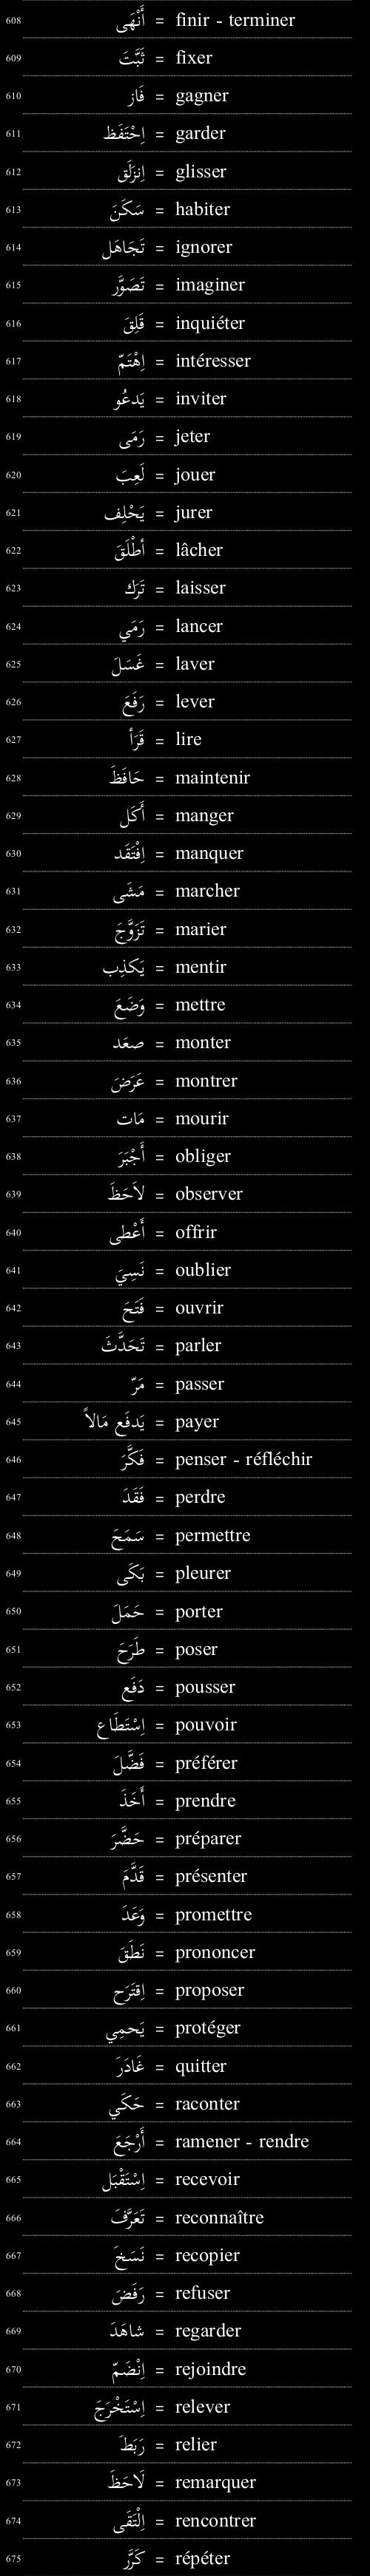 608 أَنْهَى = finir - terminer
609 ثَبَّتَ = fixer
610 فَاز = gagner
611 اِحْتَفَظ = garder
612 اِنزَلَق = glisser
613 سَكَنَ = habiter
614 تَجَاهَل = ignorer
615 تَصَوَّر = imaginer
616 قَلِقَ = inquiéter
617 اِهْتَمّ = intéresser
618 يَدعُو = inviter
619 رَمَى = jeter
620 لَعِبَ = jouer
621 يَحْلِف = jurer
622 أطْلَقَ = lâcher
623 تَرَك = laisser
624 رَمَي = lancer
625 غَسَلَ = laver
626 رَفَعَ = lever
627 قَرَأ = lire
628 حَافَظَ = maintenir
629 أَكَل = manger
630 اِفْتَقَد = manquer
631 مَشَى = marcher
632 تَزَوَّجَ = marier
633 يَكذِب = mentir
634 وَضَعَ = mettre
635 صعَد = monter
636 عَرَضَ = montrer
637 مَات = mourir
638 أَجْبَرَ = obliger
639 لاَحَظَ = observer
640 أَعْطى = offrir
641 نَسِيَ = oublier
642 فَتَحَ = ouvrir
643 تَحَدَّثَ = parler
644 مَرّ = passer
645 يَدفَع مَالاً = payer
646 فَكَّرَ = penser - réfléchir
647 فَقَدَ = perdre
648 سَمَحَ = permettre
649 بَكَى = pleurer
650 حَمَلَ = porter
651 طَرَحَ = poser
652 دَفَع = pousser
653 اِسْتَطَاع = pouvoir
654 فَضَّلَ = préférer
655 أَخَذَ = prendre
656 حَضَّرَ = préparer
657 قَدَّمَ = présenter
658 وَعَدَ = promettre
659 نَطَقَ = prononcer
660 اِقتَرَح = proposer
661 يَحمِي = protéger
662 غَادَرَ = quitter
663 حَكَي = raconter
664 أَرْجَعَ = ramener - rendre
665 اِسْتَقْبَل = recevoir
666 تَعَرَّفَ = reconnaître
667 نَسَخَ = recopier
668 رَفَضَ = refuser
669 شاهَدَ = regarder
670 اِنْضَمّ = rejoindre
671 اِسْتَخْرَجَ = relever
672 رَبَطَ = relier
673 لَاحَظَ = remarquer
674 اِلْتَقَى = rencontrer
675 كَرَّر = répéter